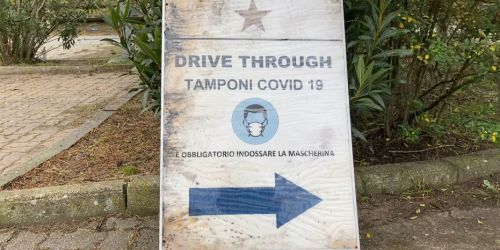 DRIVE THROUGH
TAMPONI COVID 19
E OBBLIGATORIO INDOSSARE LA MASCHERINA